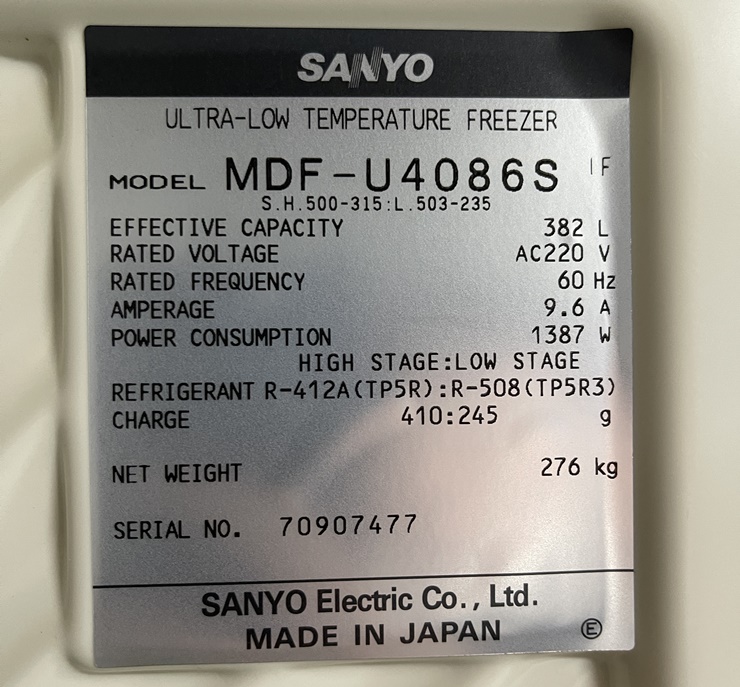 SANYO
ULTRA-LOW TEMPERATURE FREEZER
MODEL MDF-U4086S IF
S.H.500-315:L.503-235
EFFECTIVE CAPACITY 382 L
RATED VOLTAGE AC220 V
RATED FREQUENCY 60 Hz
AMPERAGE 9.6 A
POWER CONSUMPTION 1387 W
HIGH STAGE:LOW STAGE
REFRIGERANT R-412A(TP5R):R-508(TP5R3)
CHARGE 410:245 g
NET WEIGHT 276 kg
SERIAL NO. 70907477
SANYO Electric Co., Ltd.
MADE IN JAPAN Ⓔ